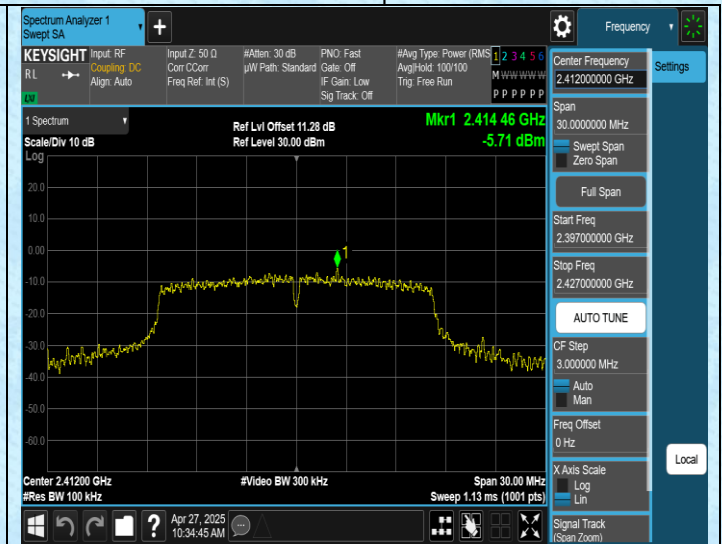 Spectrum Analyzer 1
Swept SA
+
Frequency
KEYSIGHT
RL
Input: RF
Coupling: DC
Align: Auto
Input Z: 50 Ω
Corr CCorr
Freq Ref: Int (S)
#Atten: 30 dB
µW Path: Standard
PNO: Fast
Gate: Off
IF Gain: Low
Sig Track: Off
#Avg Type: Power (RMS
Avg|Hold: 100/100
Trig: Free Run
1 2 3 4 5 6
M W W W W W
P P P P P P
Settings
1 Spectrum
Scale/Div 10 dB
Log
Ref Lvl Offset 11.28 dB
Ref Level 30.00 dBm
Mkr1 2.414 46 GHz
-5.71 dBm
20.0
10.0
0.00
-10.0
-20.0
-30.0
-40.0
-50.0
-60.0
1
Center 2.41200 GHz
#Res BW 100 kHz
#Video BW 300 kHz
Span 30.00 MHz
Sweep 1.13 ms (1001 pts)
Center Frequency
2.412000000 GHz
Span
30.0000000 MHz
Swept Span
Zero Span
Full Span
Start Freq
2.397000000 GHz
Stop Freq
2.427000000 GHz
AUTO TUNE
CF Step
3.000000 MHz
Auto
Man
Freq Offset
0 Hz
X Axis Scale
Log
Lin
Signal Track
(Span Zoom)
Local
?
Apr 27, 2025
10:34:45 AM